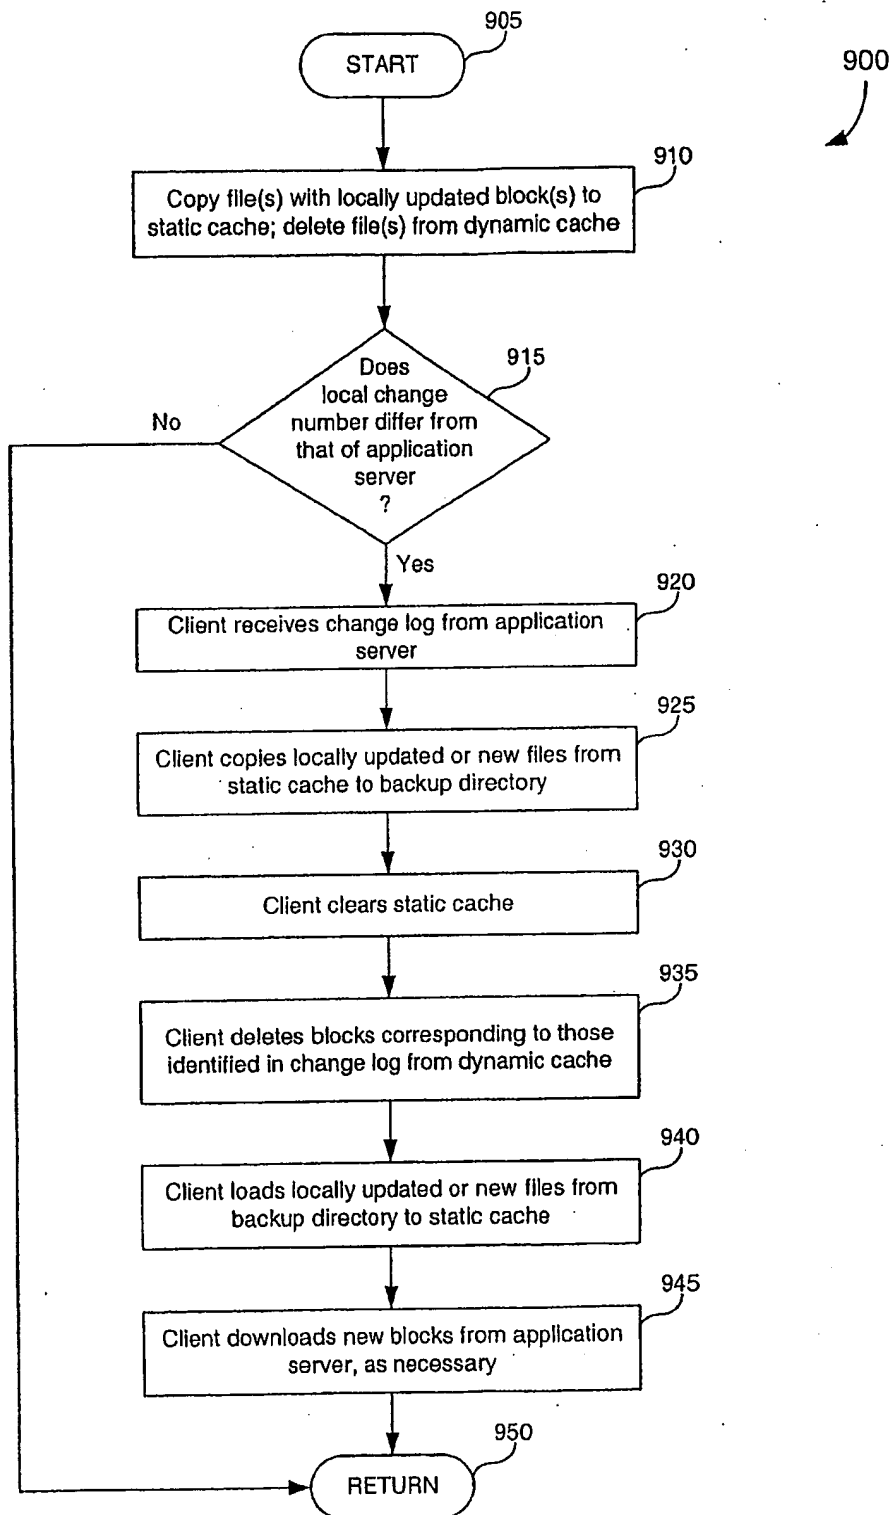 905
START
900
910
Copy file(s) with locally updated block(s) to
static cache; delete file(s) from dynamic cache
915
Does
local change
number differ from
that of application
server
?
No
Yes
920
Client receives change log from application
server
925
Client copies locally updated or new files from
static cache to backup directory
930
Client clears static cache
935
Client deletes blocks corresponding to those
identified in change log from dynamic cache
940
Client loads locally updated or new files from
backup directory to static cache
945
Client downloads new blocks from application
server, as necessary
950
RETURN